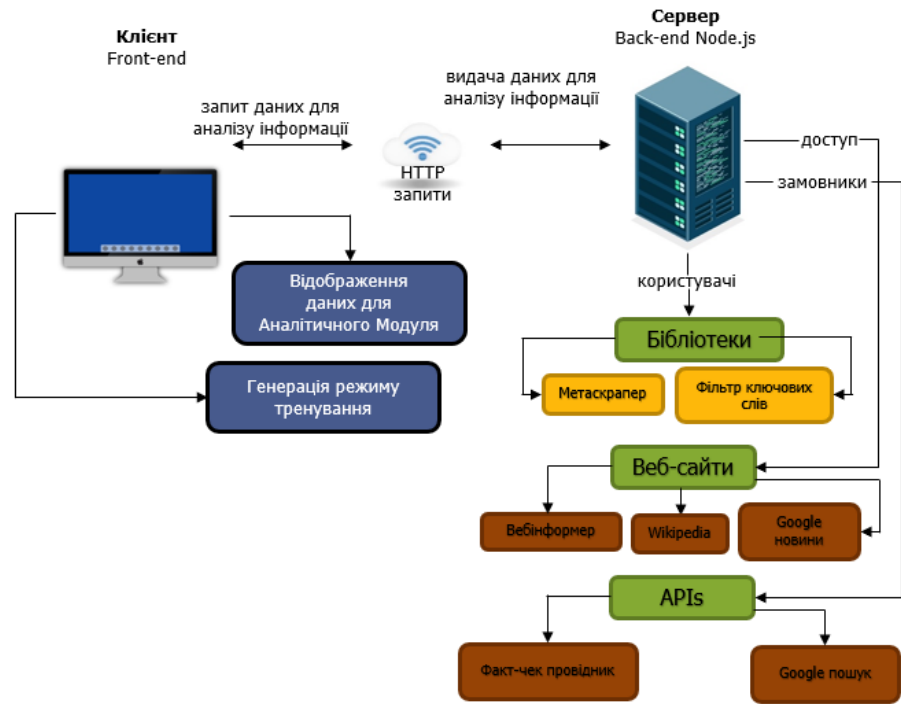 Клієнт
Front-end
Сервер
Back-end Node.js
запит даних для
аналізу інформації
видача даних для
аналізу інформації
HTTP
запити
доступ
замовники
користувачі
Відображення
даних для
Аналітичного Модуля
Генерація режиму
тренування
Бібліотеки
Метаскрапер
Фільтр ключових
слів
Веб-сайти
Вебінформер
Wikipedia
Google
новини
APIs
Факт-чек провідник
Google пошук